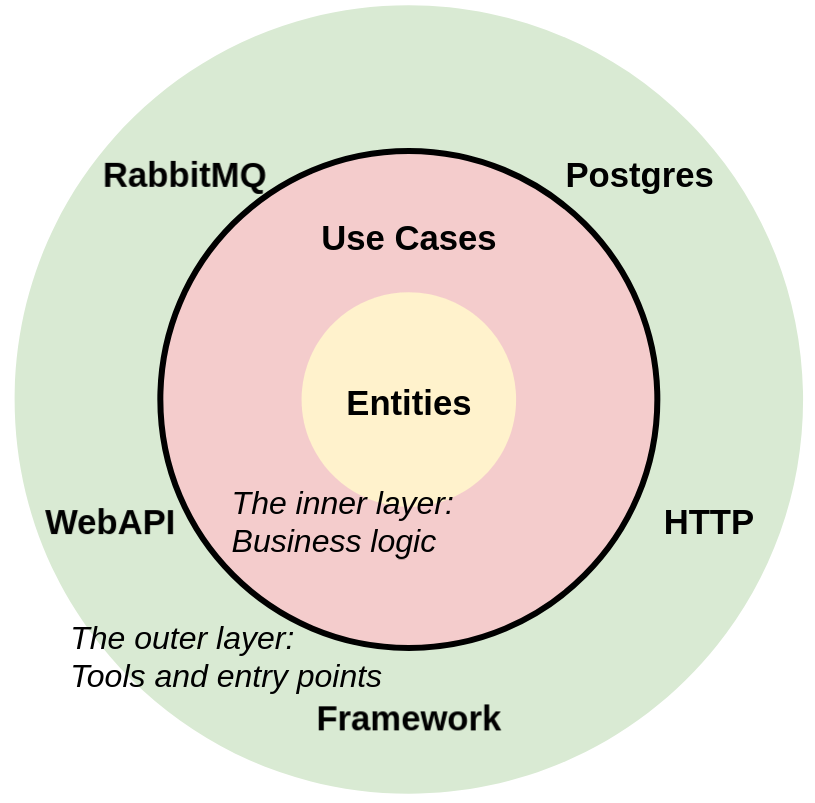 RabbitMQ
Postgres
Use Cases
Entities
The inner layer:
Business logic
WebAPI
HTTP
The outer layer:
Tools and entry points
Framework